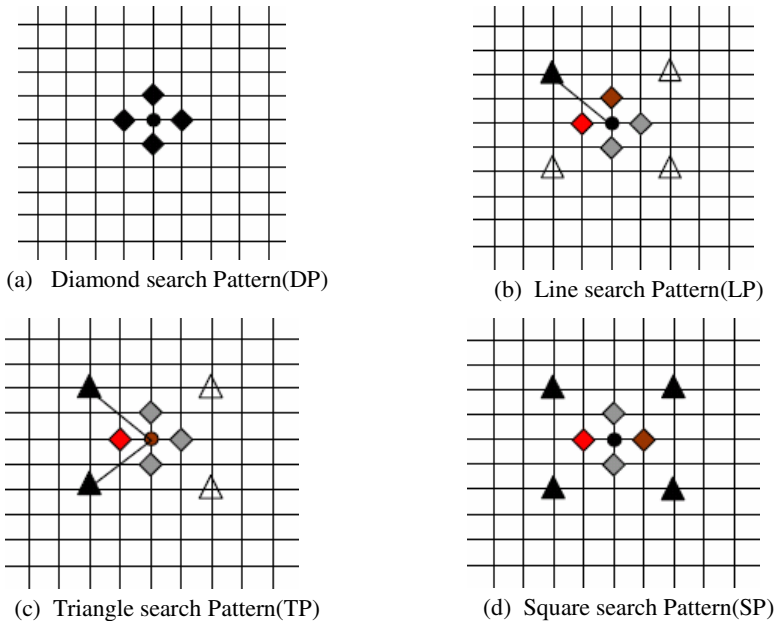 (a) Diamond search Pattern(DP)
(b) Line search Pattern(LP)
(c) Triangle search Pattern(TP)
(d) Square search Pattern(SP)